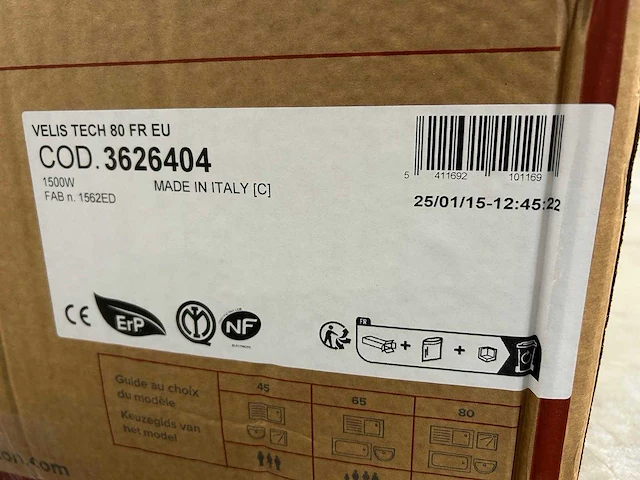 VELIS TECH 80 FR EU
COD. 3626404
1500W
MADE IN ITALY [C]
FAB n. 1562ED
5 411692 101169
25/01/15-12:45:22
CE
ErP
NF
FR
+ +
Guide au choix
du modèle
Keuzegids van
het model
45
65
80
on.com